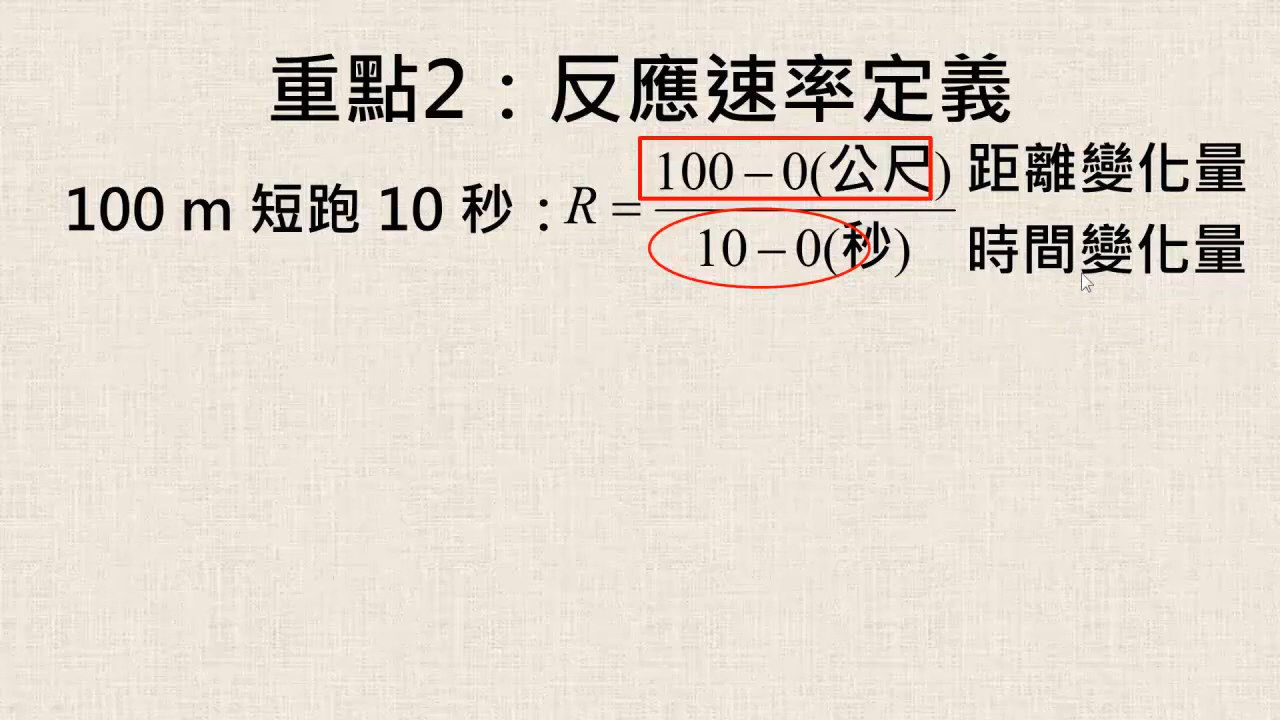 重點2：反應速率定義
100 m 短跑 10 秒：R = 100 – 0(公尺) / 10 – 0(秒)
距離變化量
時間變化量